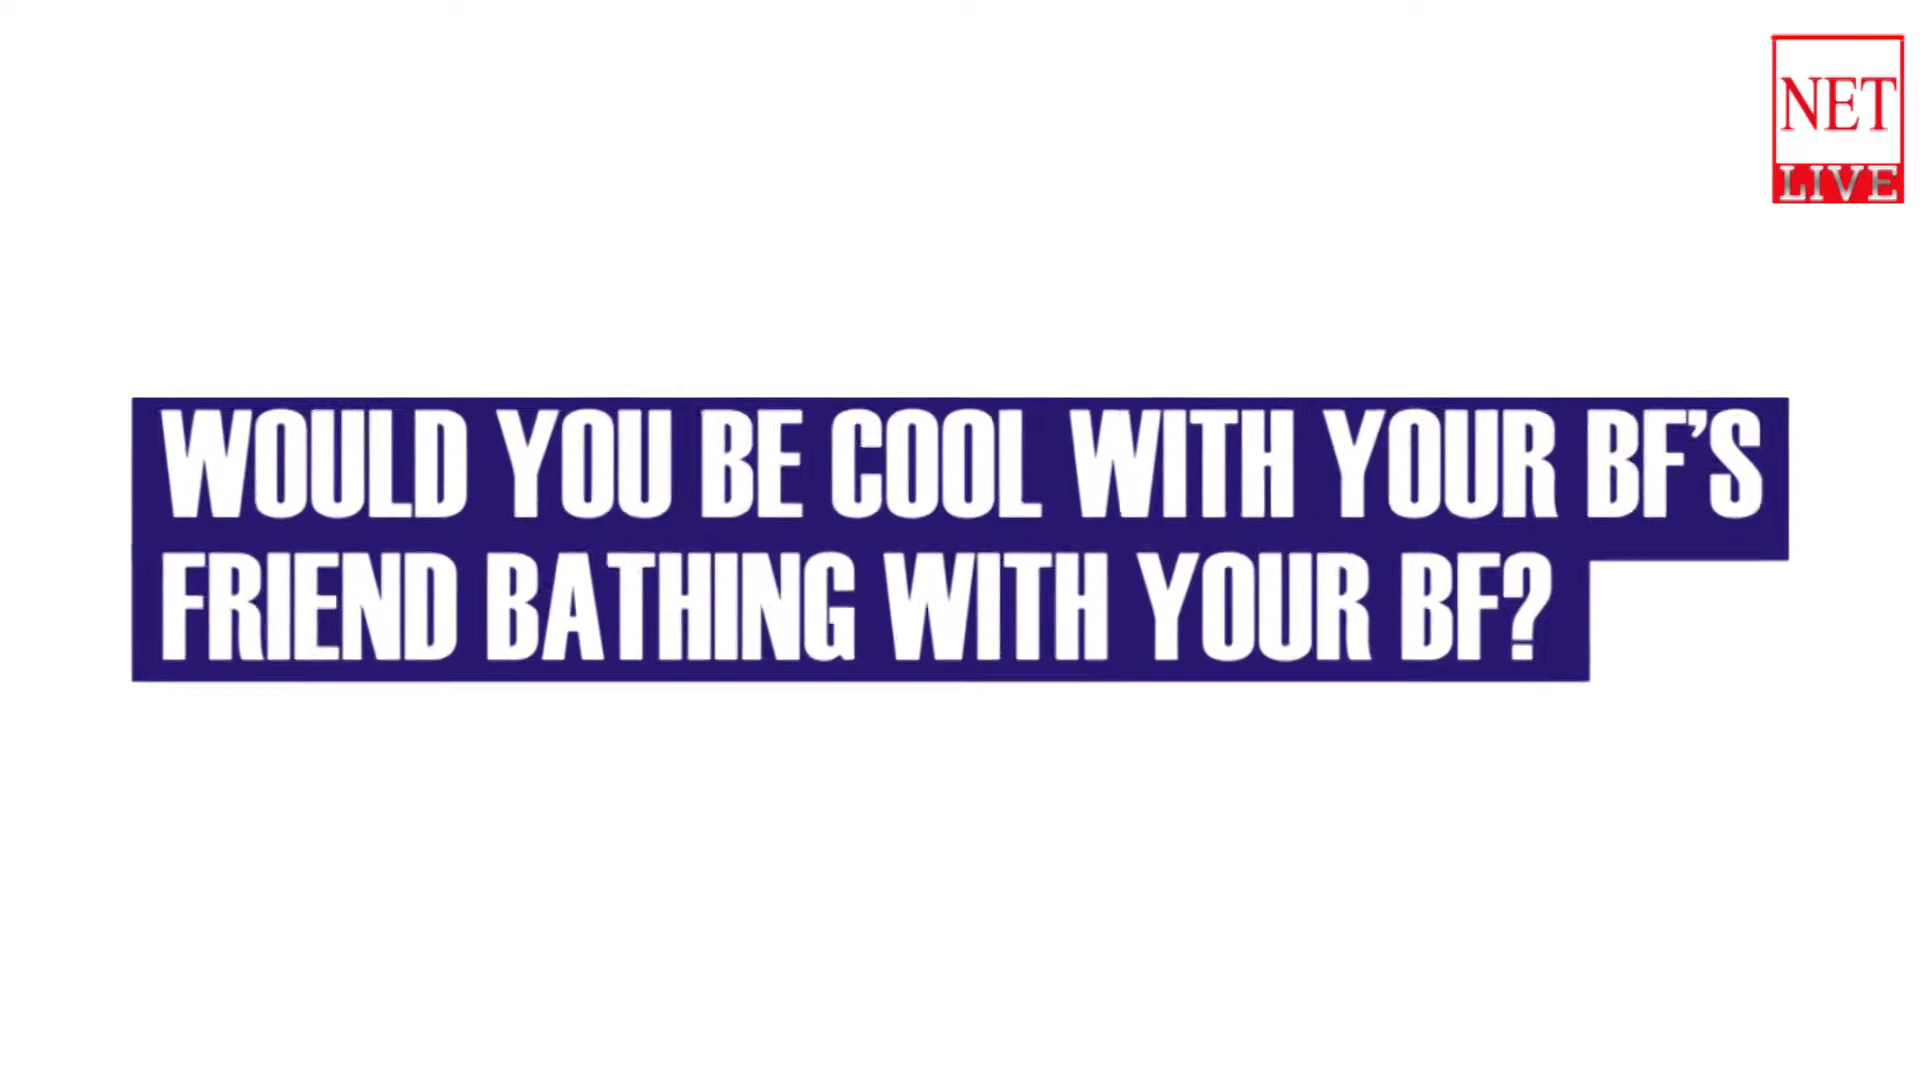 NET
LIVE
WOULD YOU BE COOL WITH YOUR BF'S
FRIEND BATHING WITH YOUR BF?